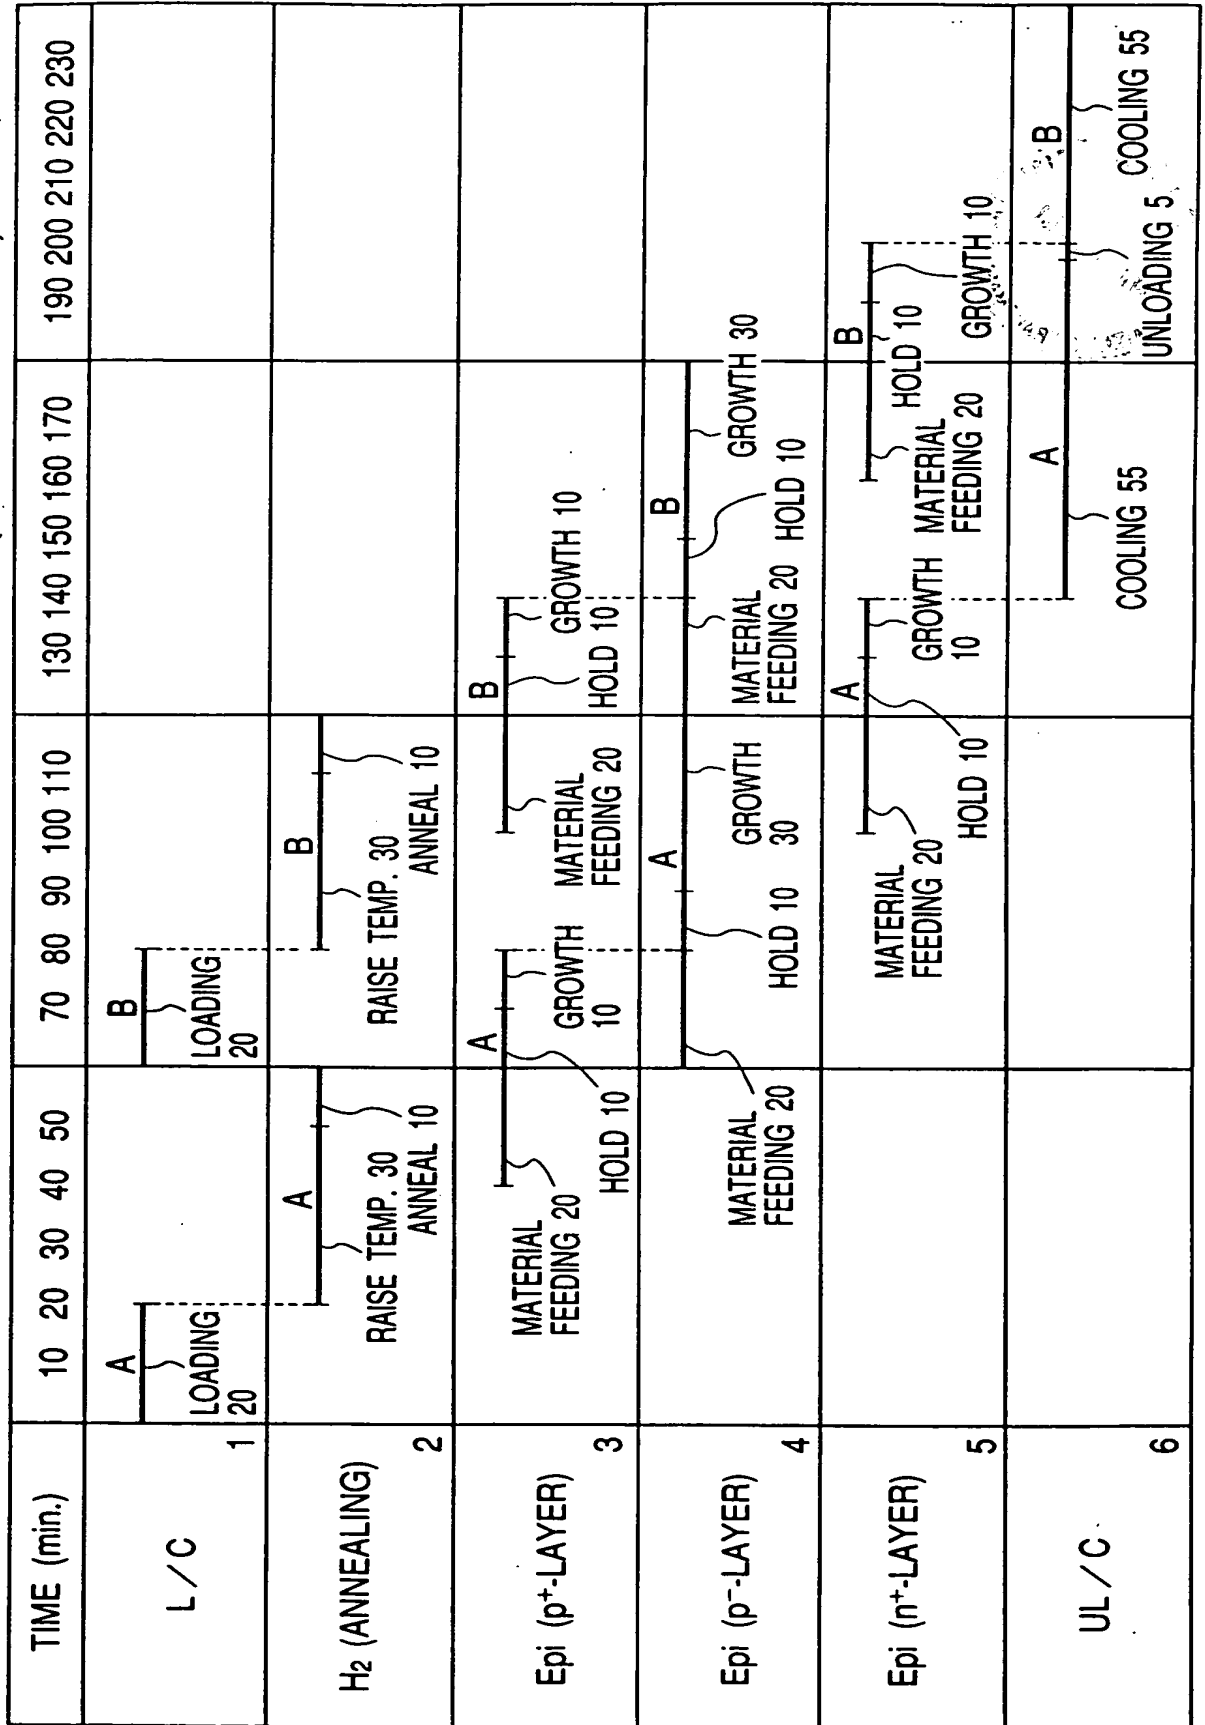 TIME (min.)
10 20 30 40 50 70 80 90 100 110 130 140 150 160 170 190 200 210 220 230
L/C
1
A
LOADING
20
B
LOADING
20
H2 (ANNEALING)
2
A
RAISE TEMP. 30
ANNEAL 10
B
RAISE TEMP. 30
ANNEAL 10
Epi (p+-LAYER)
3
MATERIAL
FEEDING 20
A
HOLD 10
GROWTH
10
MATERIAL
FEEDING 20
B
HOLD 10
GROWTH 10
Epi (p--LAYER)
4
MATERIAL
FEEDING 20
HOLD 10
A
GROWTH
30
MATERIAL
FEEDING 20
HOLD 10
B
GROWTH 30
Epi (n+-LAYER)
5
MATERIAL
FEEDING 20
HOLD 10
A
GROWTH
10
MATERIAL
FEEDING 20
B
HOLD 10
GROWTH 10
UL/C
6
COOLING 55
A
UNLOADING 5
B
COOLING 55